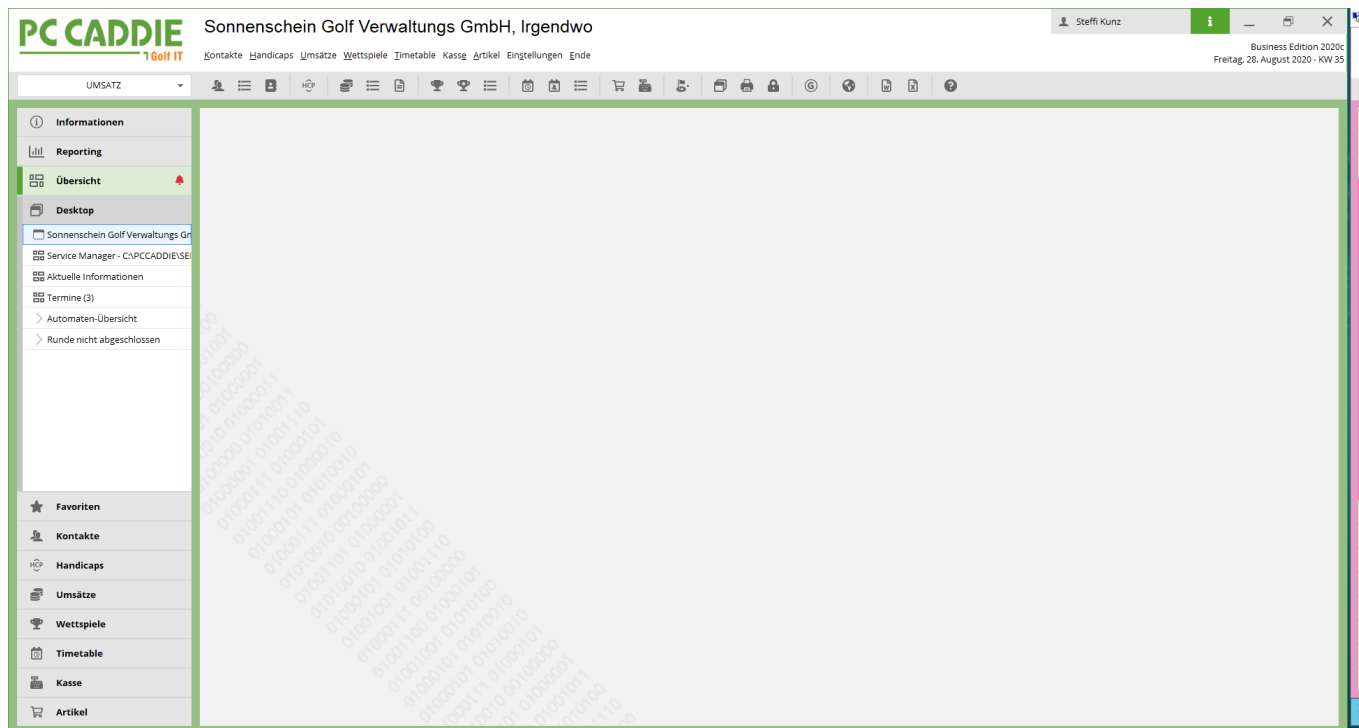 PC CADDIE
Golf IT
Sonnenschein Golf Verwaltungs GmbH, Irgendwo
Kontakte Handicaps Umsätze Wettspiele Timetable Kasse Artikel Einstellungen Ende
Steffi Kunz
i
Business Edition 2020c
Freitag, 28. August 2020 - KW 35
UMSATZ
HCP
Informationen
Reporting
Übersicht
Desktop
Sonnenschein Golf Verwaltungs Gm
Service Manager - C:\PCCADDIE\SE
Aktuelle Informationen
Termine (3)
Automaten-Übersicht
Runde nicht abgeschlossen
Favoriten
Kontakte
HCP Handicaps
Umsätze
Wettspiele
Timetable
Kasse
Artikel